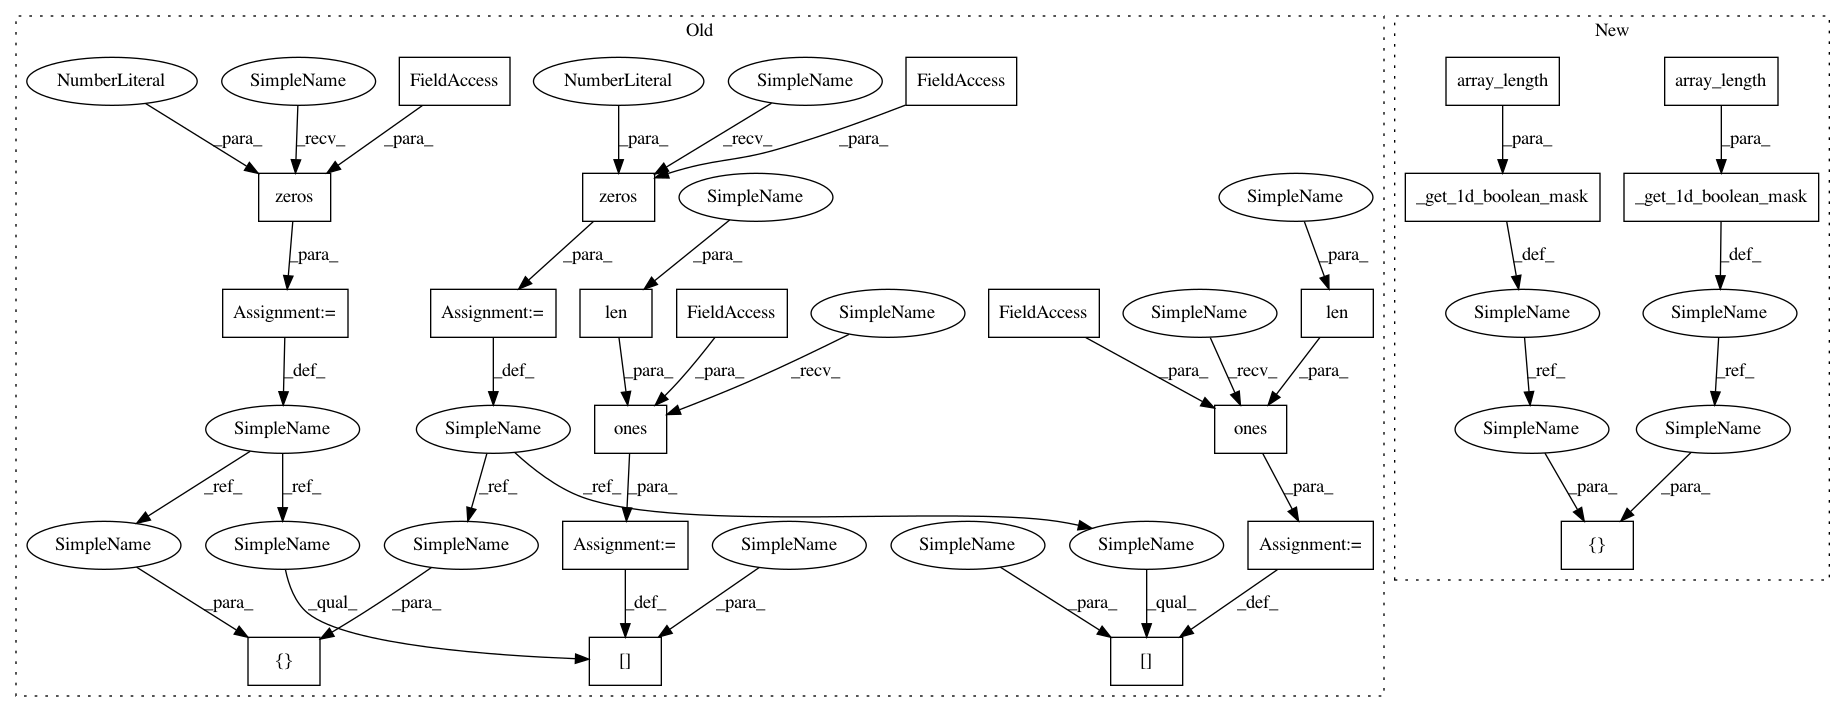 Old
New
NumberLiteral
SimpleName
FieldAccess
NumberLiteral
SimpleName
FieldAccess
array_length
array_length
_para_
_recv_
_para_
_para_
_recv_
_para_
_para_
_para_
zeros
zeros
SimpleName
SimpleName
_get_1d_boolean_mask
_get_1d_boolean_mask
_para_
_para_
_para_
_para_
_def_
_def_
Assignment:=
Assignment:=
len
FieldAccess
SimpleName
FieldAccess
SimpleName
len
SimpleName
SimpleName
_def_
_def_
_para_
_para_
_recv_
_para_
_recv_
_para_
_ref_
_ref_
SimpleName
SimpleName
ones
ones
SimpleName
SimpleName
_ref_
_ref_
_ref_
_ref_
_para_
_para_
_para_
_para_
SimpleName
SimpleName
SimpleName
Assignment:=
SimpleName
SimpleName
SimpleName
Assignment:=
{}
_para_
_qual_
_para_
_def_
_para_
_para_
_qual_
_def_
{}
[]
[]